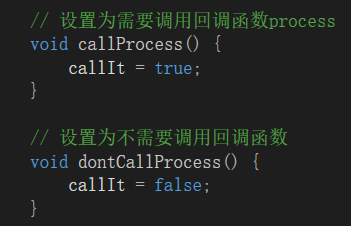 // 设置为需要调用回调函数process
void callProcess() {
callIt = true;
}
// 设置为不需要调用回调函数
void dontCallProcess() {
callIt = false;
}